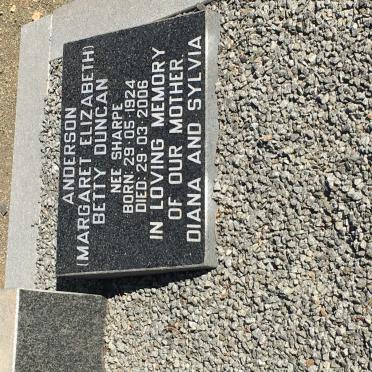 ANDERSON
(MARGARET ELIZABETH)
BETTY DUNCAN
NEE SHARPE
BORN: 29·05·1924
DIED: 29·03·2006
IN LOVING MEMORY
OF OUR MOTHER
DIANA AND SYLVIA